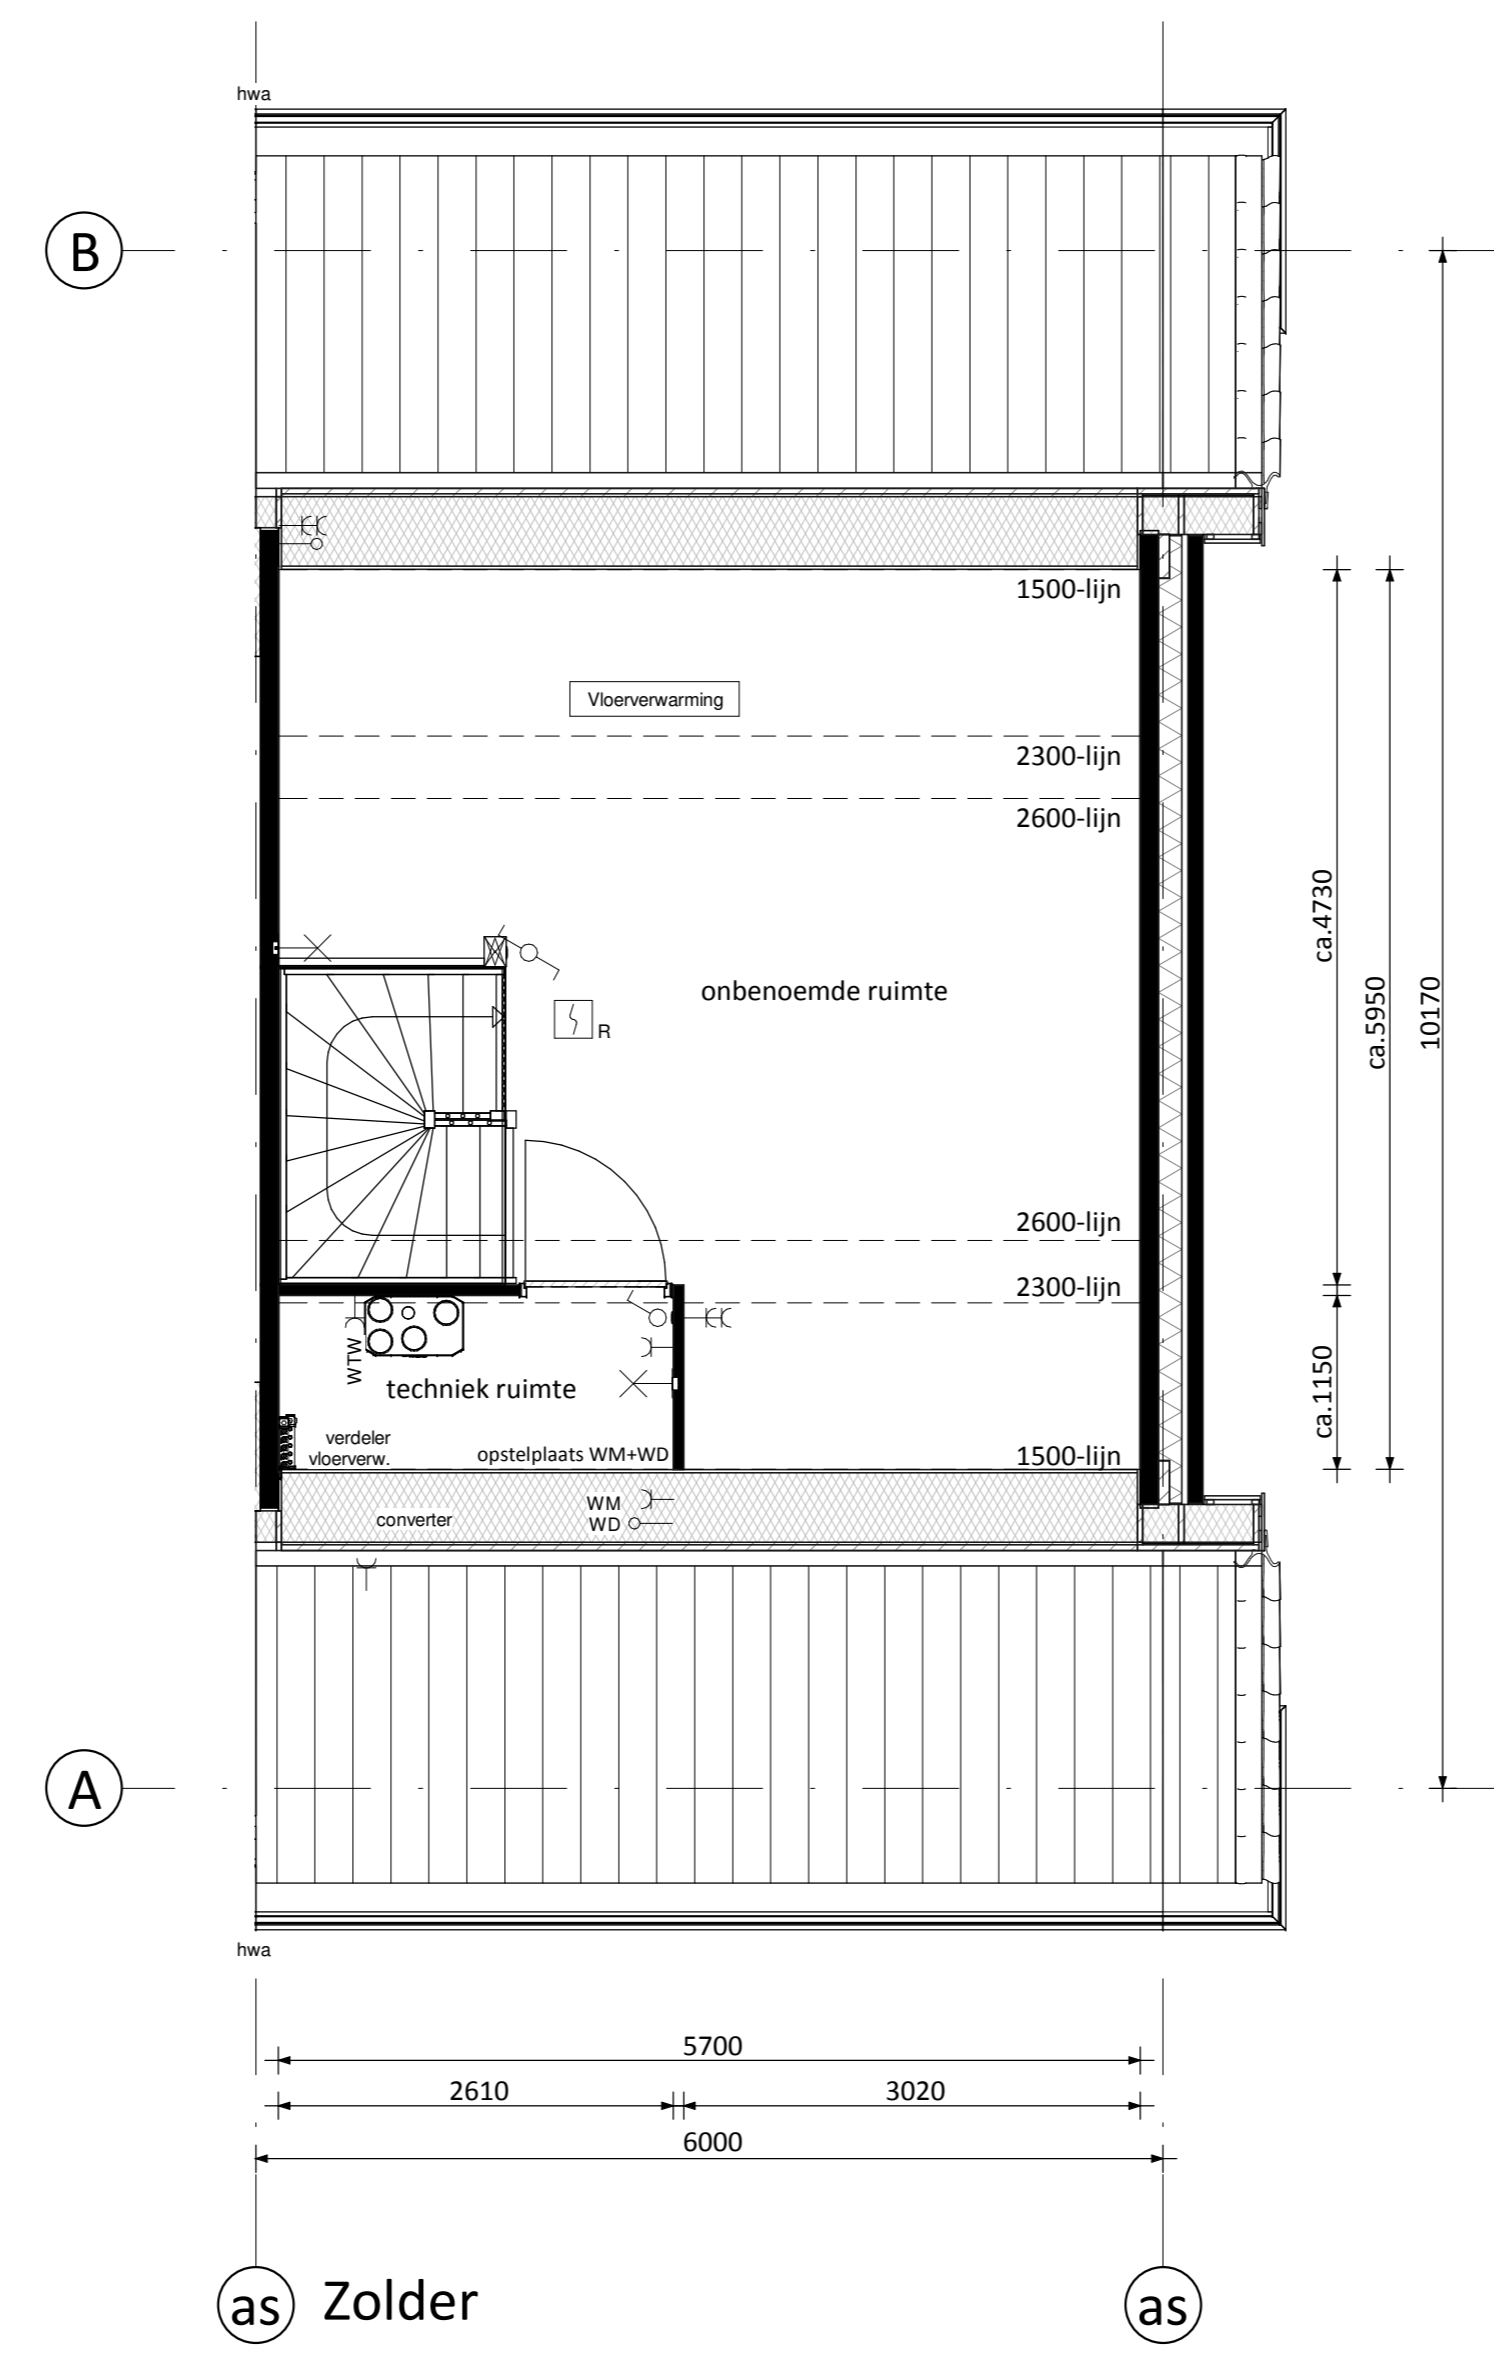 hwa
B
1500-lijn
Vloerverwarming
2300-lijn
2600-lijn
ca.4730
ca.5950
10170
onbenoemde ruimte
R
2600-lijn
2300-lijn
WTW
techniek ruimte
ca.1150
verdeler
vloerverw.
opstelplaats WM+WD
1500-lijn
WM
converter
WD
A
hwa
5700
2610
3020
6000
as
Zolder
as